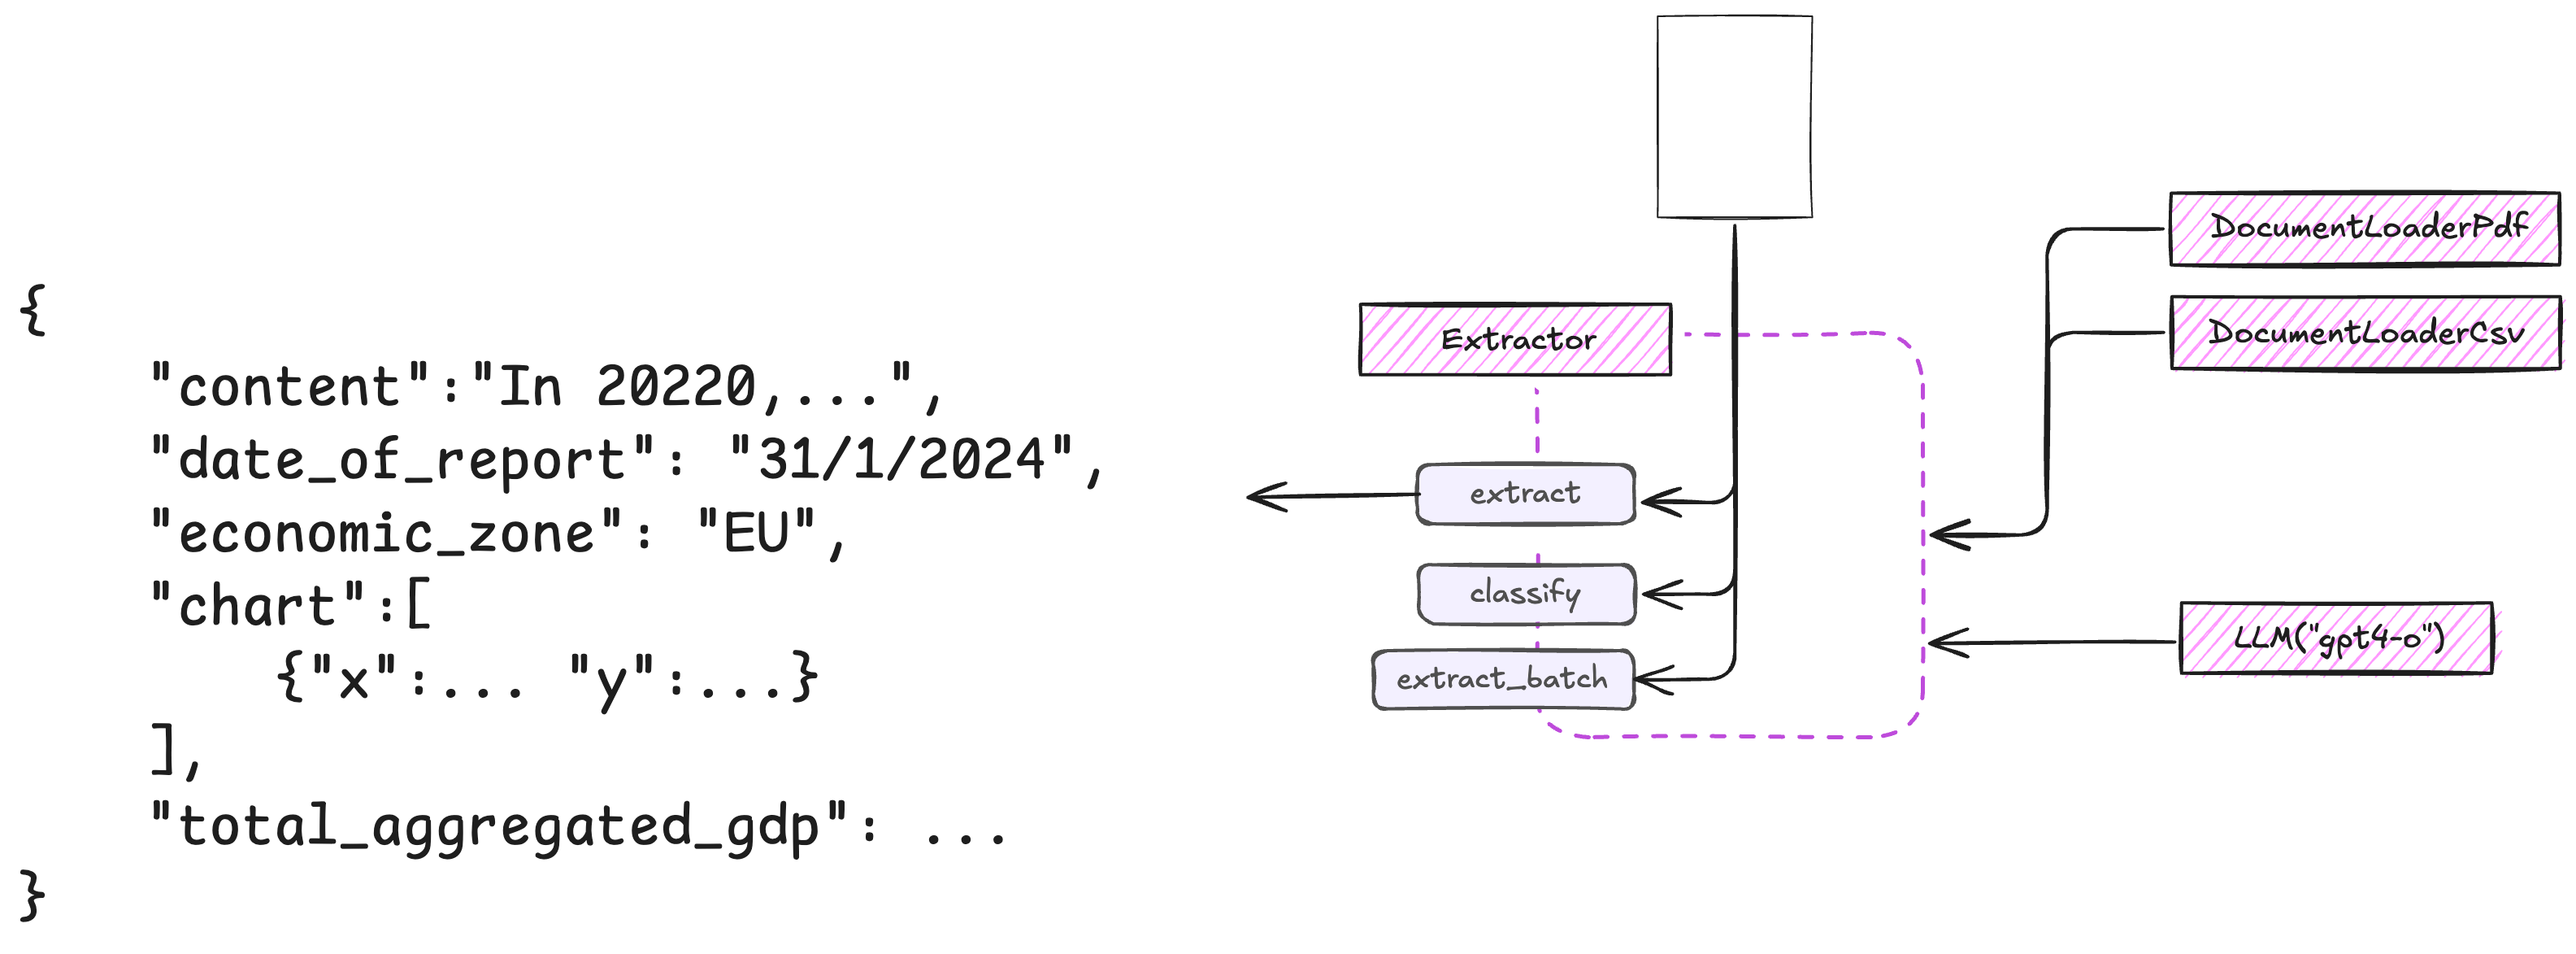 {
"content":"In 20220,...",
"date_of_report": "31/1/2024",
"economic_zone": "EU",
"chart":[
{"x":... "y":...}
],
"total_aggregated_gdp": ...
}
Extractor
extract
classify
extract_batch
DocumentLoaderPdf
DocumentLoaderCsv
LLM("gpt4-o")